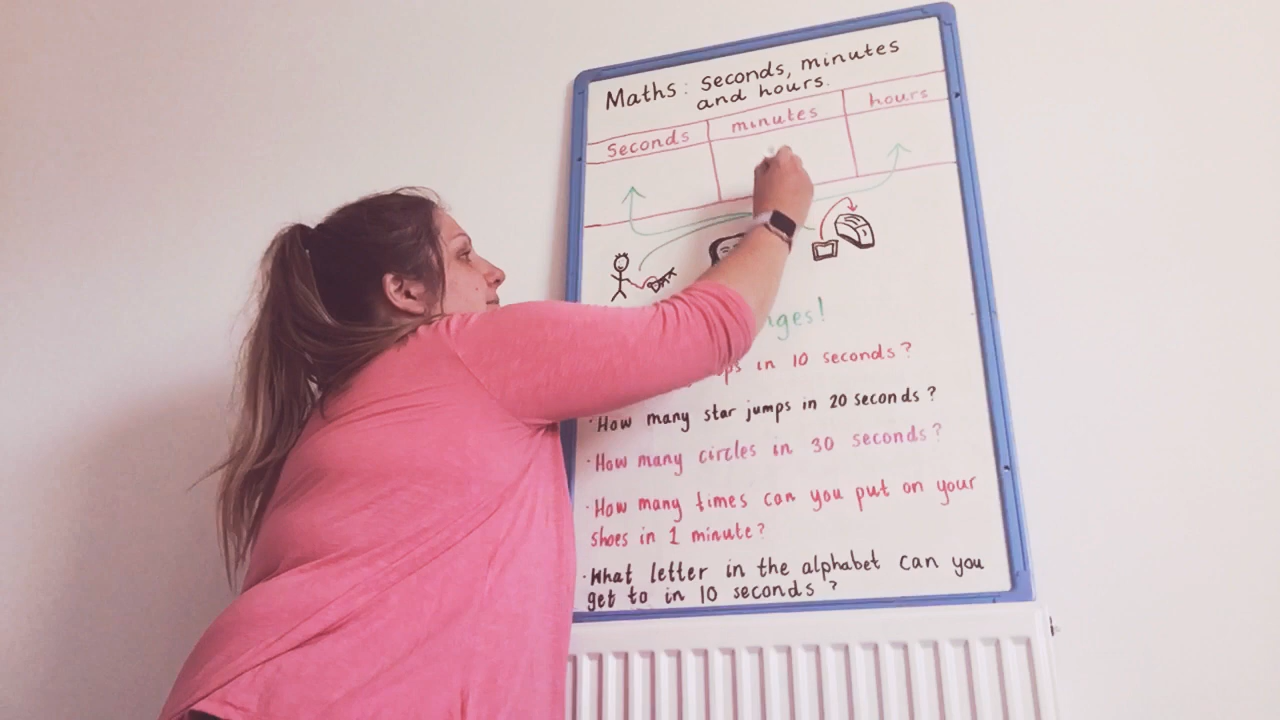 Maths: Seconds, minutes
and hours.
Seconds minutes hours
in 10 seconds?
·How many star jumps in 20 seconds?
·How many circles in 30 seconds?
·How many times can you put on your
shoes in 1 minute?
·What letter in the alphabet can you
get to in 10 seconds?